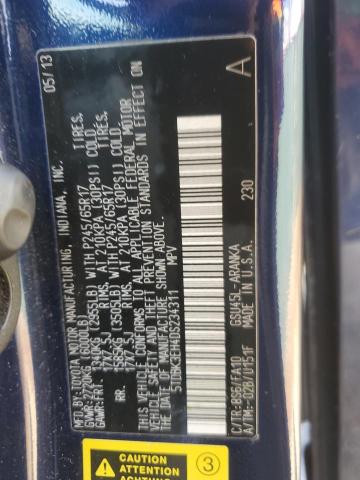 05/13
MFD.BY:TOYOTA MOTOR MANUFACTURING, INDIANA, INC.
GVWR:2720KG(6000LB)
GAWR:FRT. 1340KG(2955LB) WITH P245/65R17 TIRES,
17X7.5J RIMS, AT 210KPA(30PSI) COLD
RR. 1585KG(3505LB) WITH P245/65R17 TIRES,
17X7.5J RIMS, AT 210KPA(30PSI) COLD
THIS VEHICLE CONFORMS TO ALL APPLICABLE FEDERAL MOTOR
VEHICLE SAFETY, BUMPER, AND THEFT PREVENTION STANDARDS IN EFFECT ON
THE DATE OF MANUFACTURE SHOWN ABOVE.
5TDBK3EH4DS234311 MPV
230
C/TR:8S6/FA10 GSU45L-ARANKA
A/TM:-02B/U151F MADE IN U.S.A.
A
3
ATTENTION
ADDITIONAL
ACHTUNG